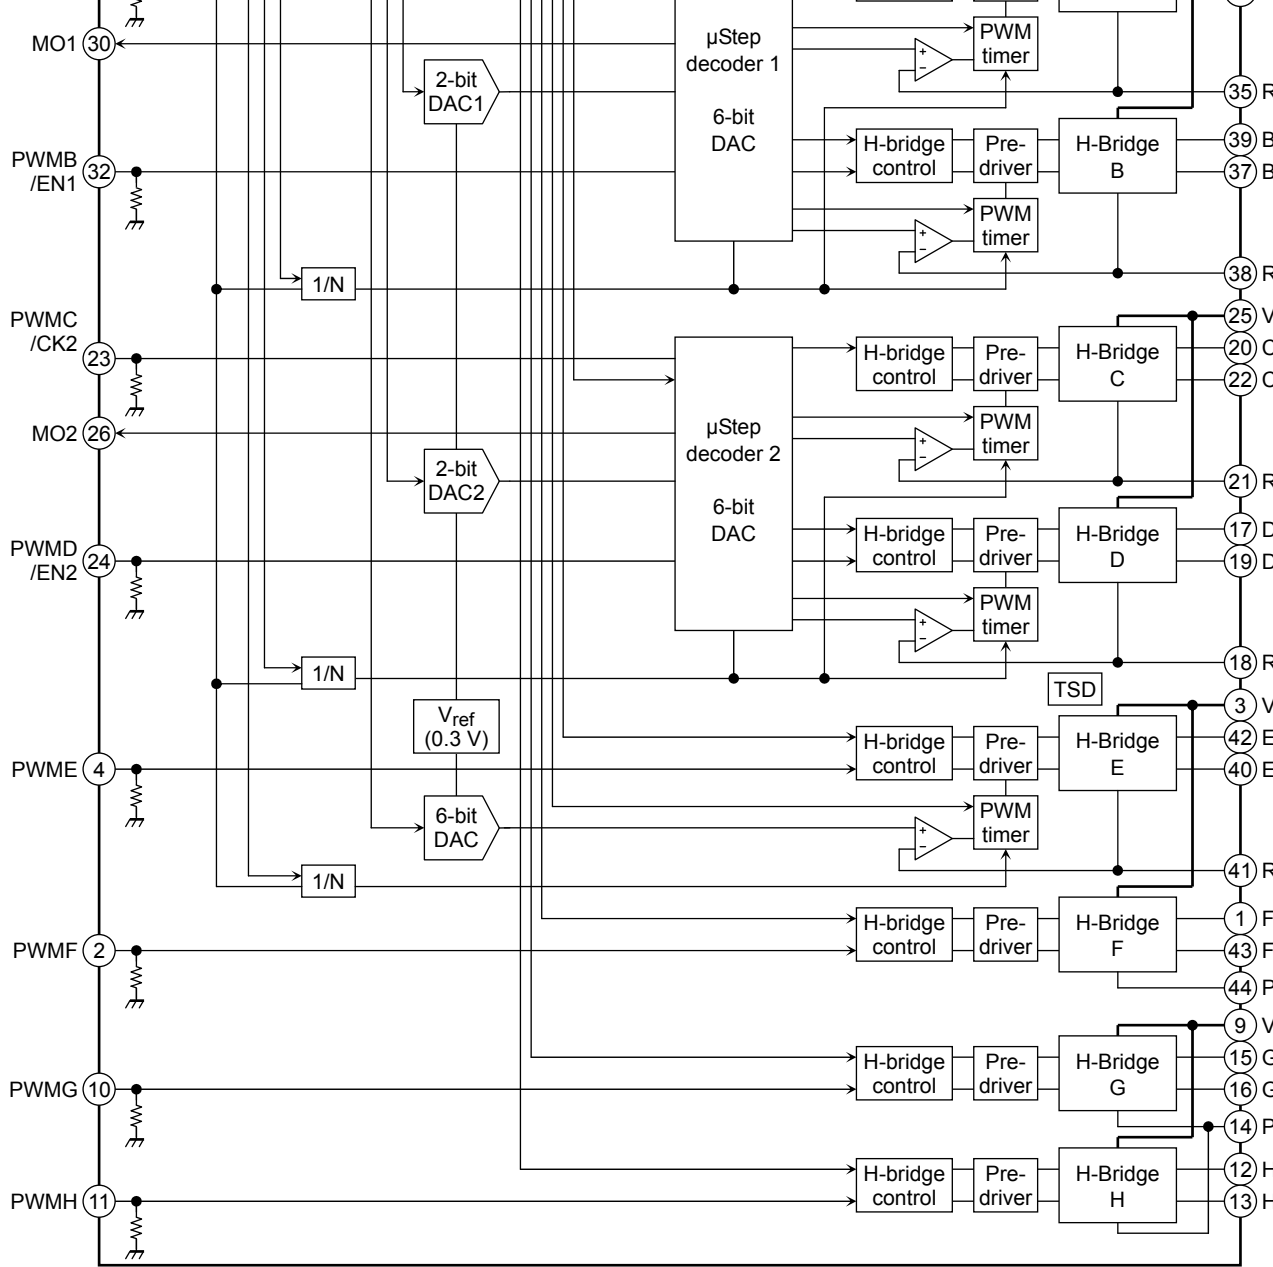 MO1 30
µStep
decoder 1
6-bit
DAC
PWM
timer
+
−
2-bit
DAC1
35 R
PWMB
/EN1
32
H-bridge
control
Pre-
driver
H-Bridge
B
39 B
37 B
PWM
timer
+
−
38 R
1/N
PWMC
/CK2
23
25 V
H-bridge
control
Pre-
driver
H-Bridge
C
20 C
22 C
MO2 26
µStep
decoder 2
6-bit
DAC
PWM
timer
+
−
2-bit
DAC2
21 R
PWMD
/EN2
24
H-bridge
control
Pre-
driver
H-Bridge
D
17 D
19 D
PWM
timer
+
−
18 R
1/N
TSD
Vref
(0.3 V)
3 V
PWME 4
H-bridge
control
Pre-
driver
H-Bridge
E
42 E
40 E
6-bit
DAC
PWM
timer
+
−
1/N
41 R
PWMF 2
H-bridge
control
Pre-
driver
H-Bridge
F
1 F
43 F
44 P
9 V
PWMG 10
H-bridge
control
Pre-
driver
H-Bridge
G
15 G
16 G
14 P
PWMH 11
H-bridge
control
Pre-
driver
H-Bridge
H
12 H
13 H